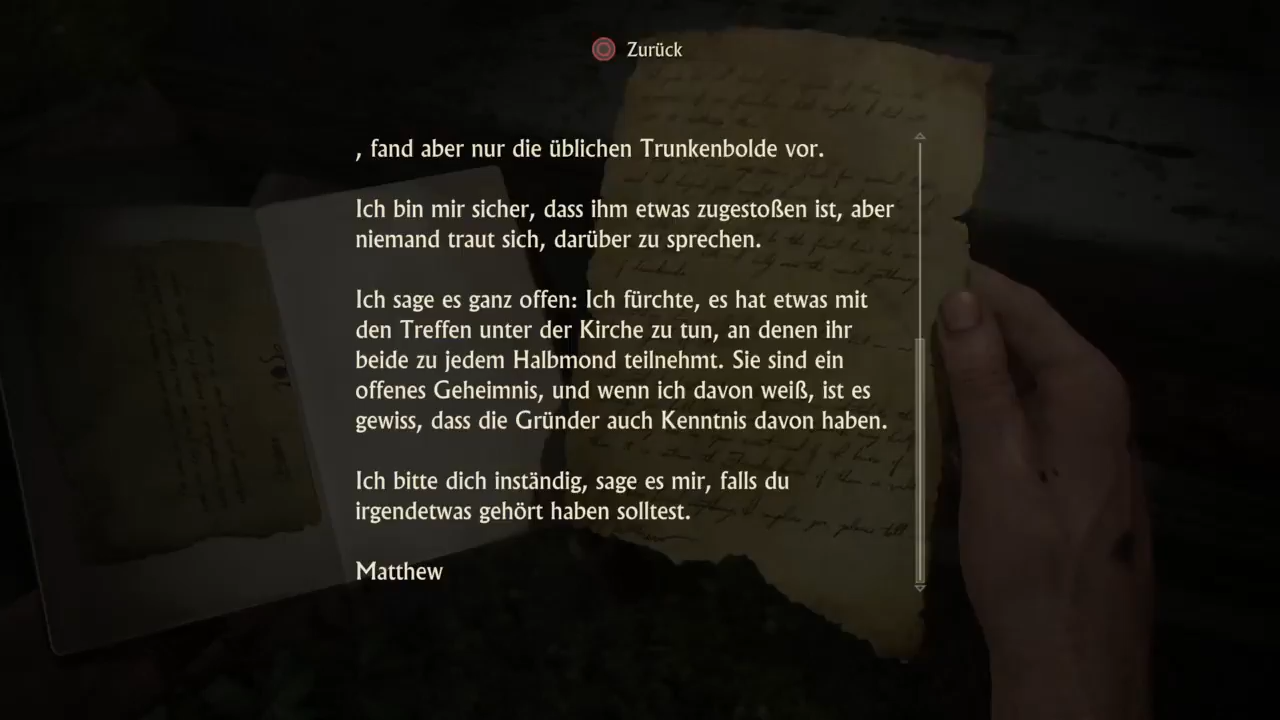 Zurück
, fand aber nur die üblichen Trunkenbolde vor.
Ich bin mir sicher, dass ihm etwas zugestoßen ist, aber
niemand traut sich, darüber zu sprechen.
Ich sage es ganz offen: Ich fürchte, es hat etwas mit
den Treffen unter der Kirche zu tun, an denen ihr
beide zu jedem Halbmond teilnehmt. Sie sind ein
offenes Geheimnis, und wenn ich davon weiß, ist es
gewiss, dass die Gründer auch Kenntnis davon haben.
Ich bitte dich inständig, sage es mir, falls du
irgendetwas gehört haben solltest.
Matthew